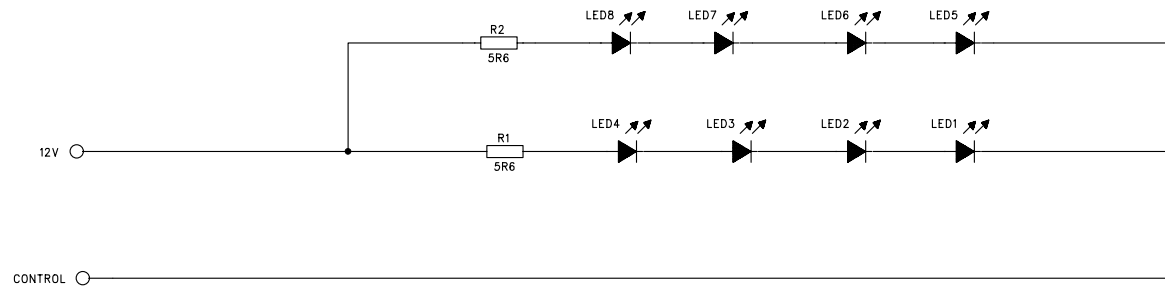 LED8 LED7 LED6 LED5
R2
5R6
LED4 LED3 LED2 LED1
R1
12V
5R6
CONTROL